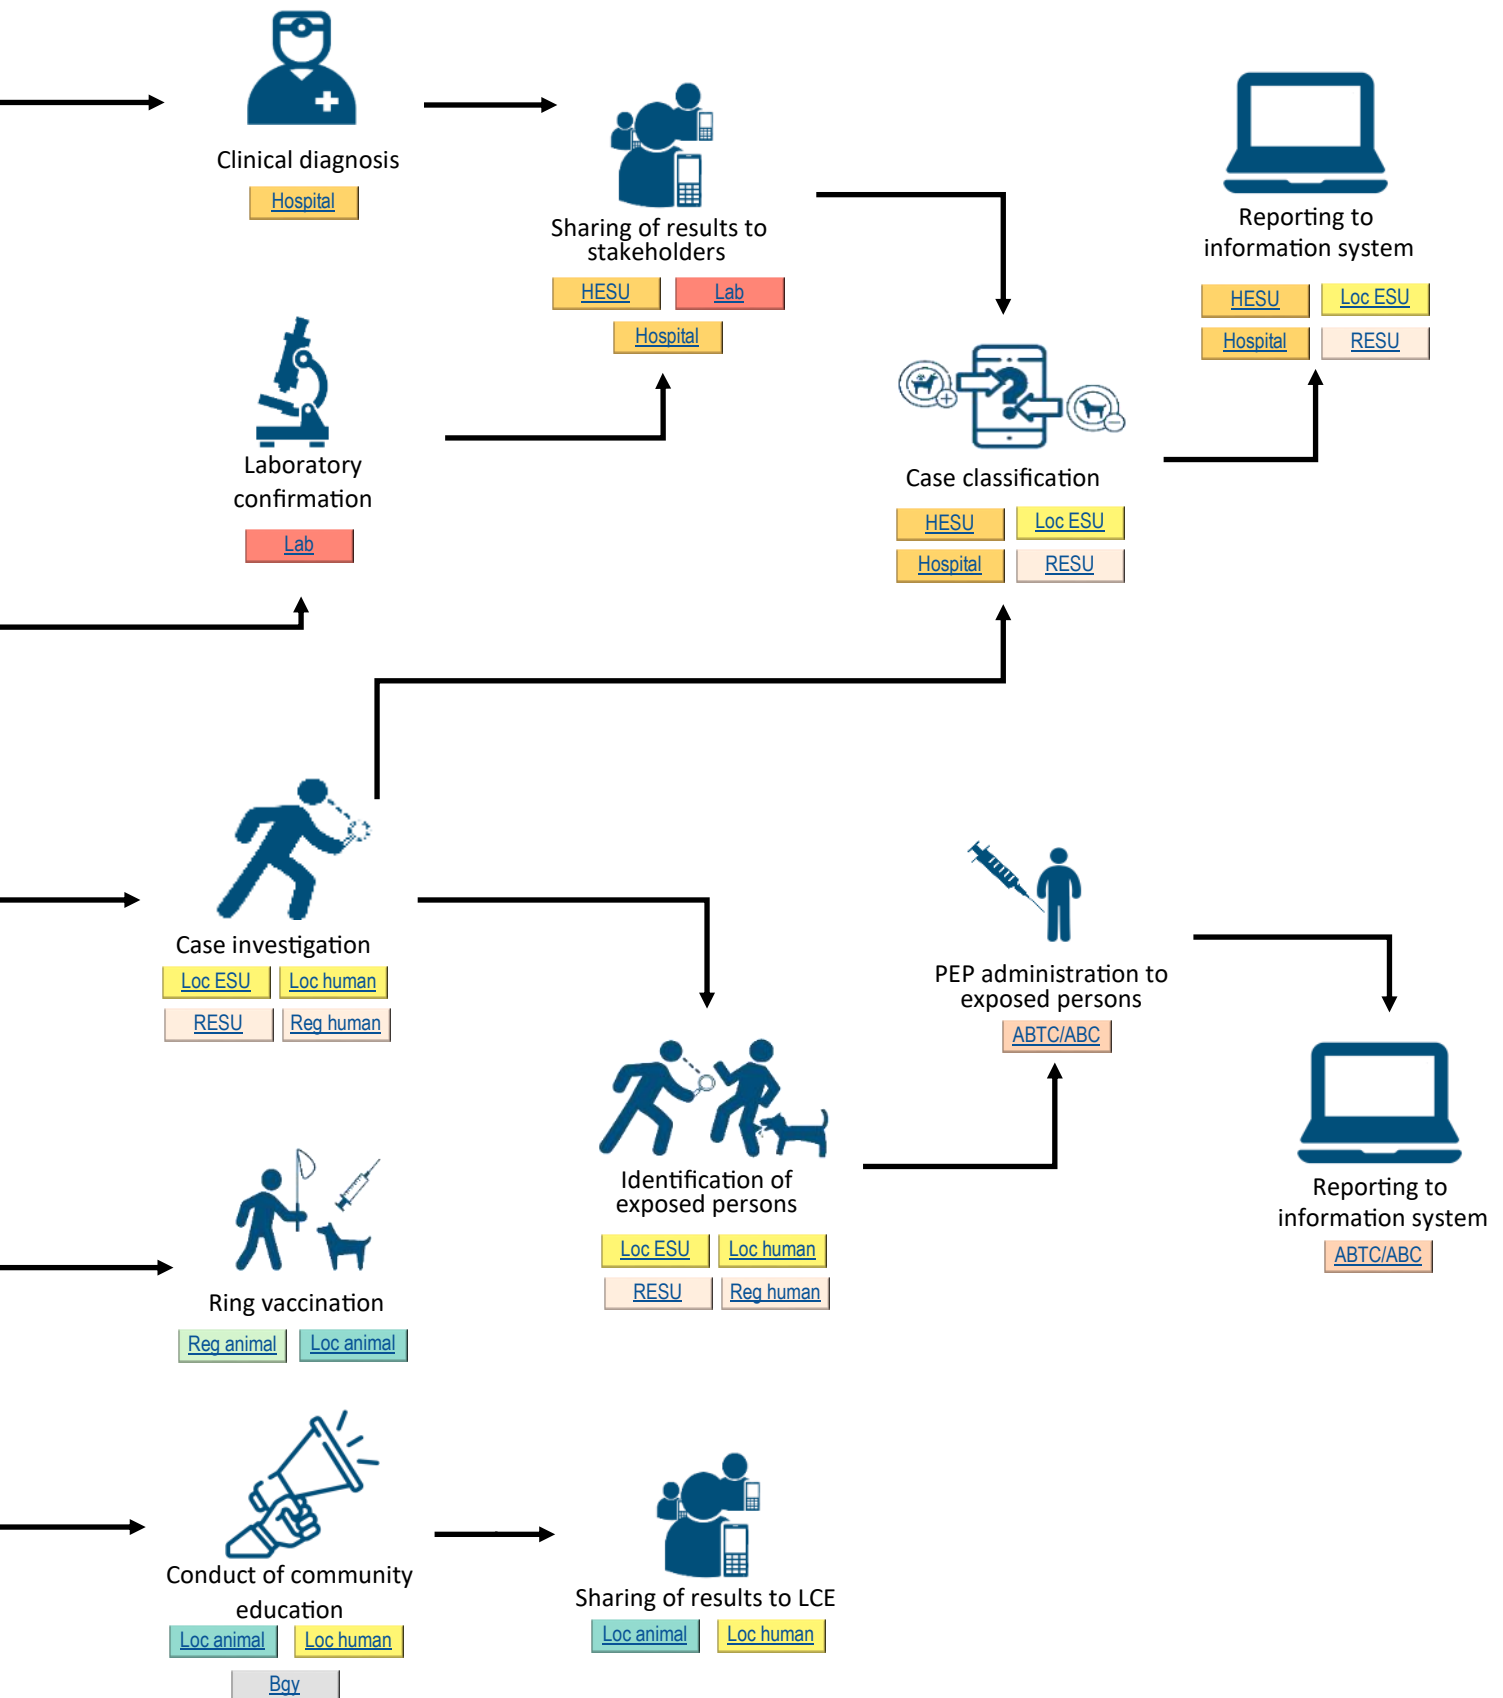 Clinical diagnosis
Hospital
Sharing of results to
stakeholders
HESU Lab
Hospital
Reporting to
information system
HESU Loc ESU
Hospital RESU
Laboratory
confirmation
Lab
Case classification
HESU Loc ESU
Hospital RESU
Case investigation
Loc ESU Loc human
RESU Reg human
Identification of
exposed persons
Loc ESU Loc human
RESU Reg human
PEP administration to
exposed persons
ABTC/ABC
Reporting to
information system
ABTC/ABC
Ring vaccination
Reg animal Loc animal
Conduct of community
education
Loc animal Loc human
Bgy
Sharing of results to LCE
Loc animal Loc human